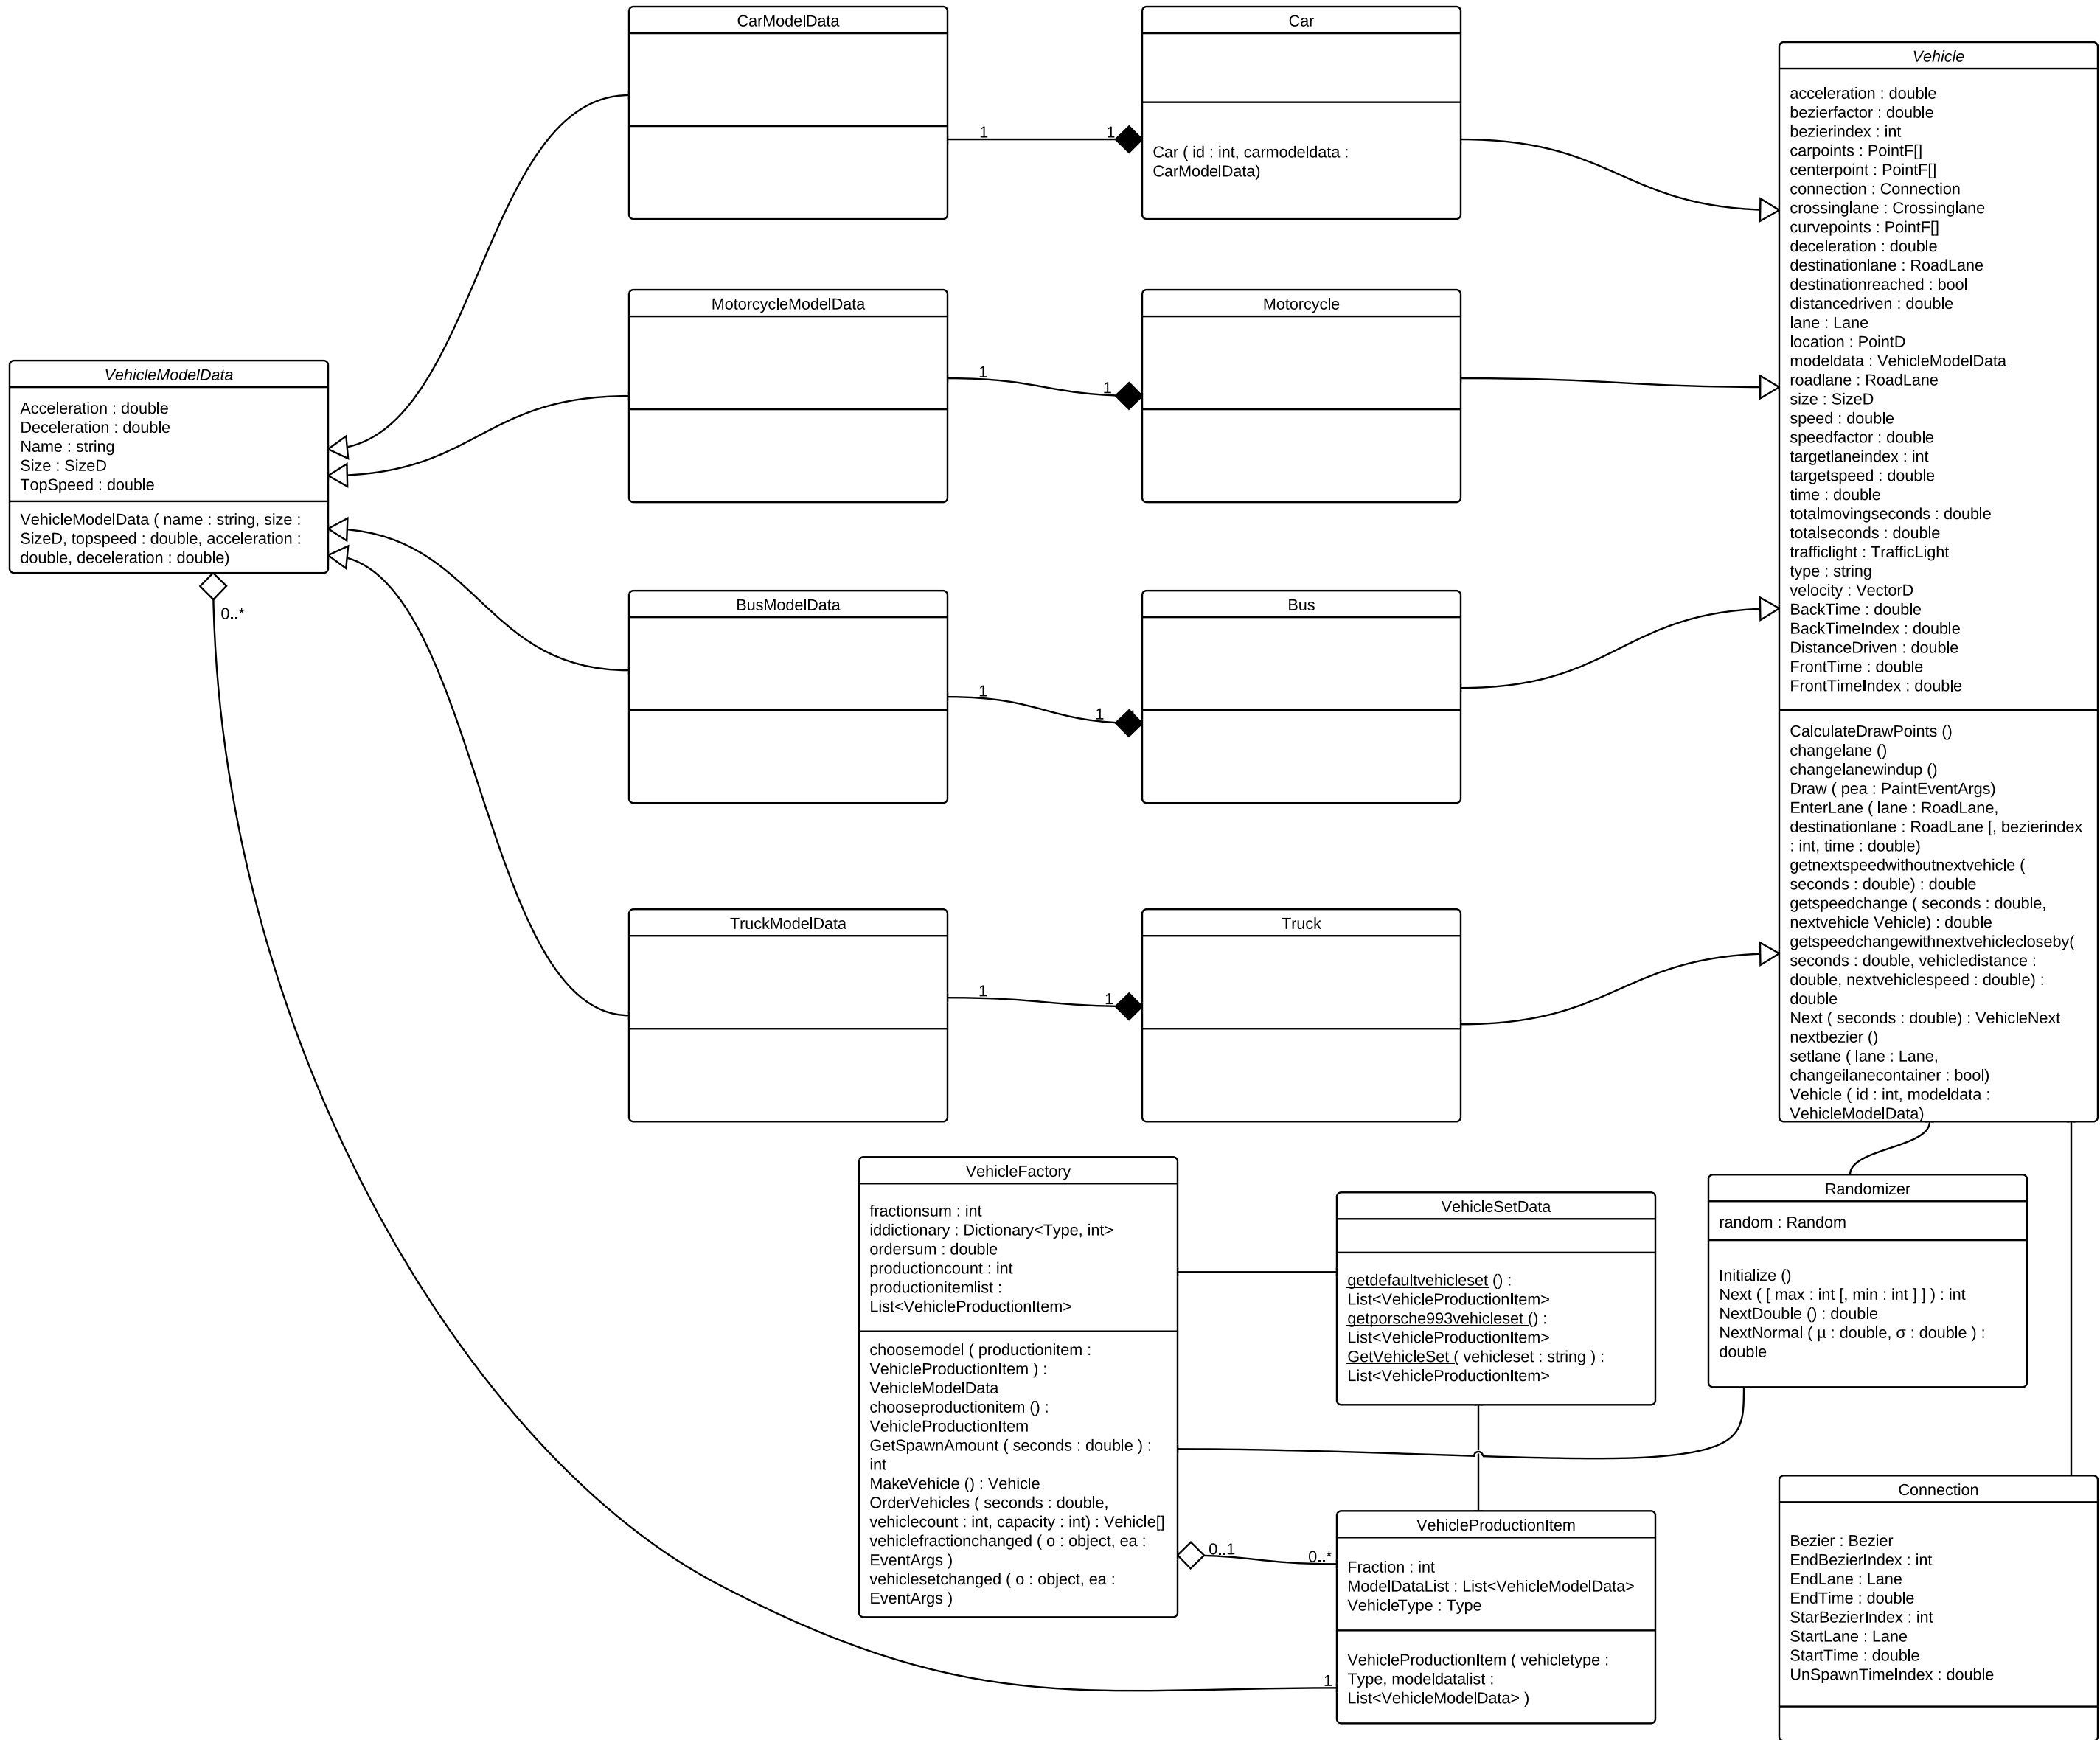 CarModelData
Car
Car ( id : int, carmodeldata :
CarModelData)
1
1
Vehicle
acceleration : double
bezierfactor : double
bezierindex : int
carpoints : PointF[]
centerpoint : PointF[]
connection : Connection
crossinglane : Crossinglane
curvepoints : PointF[]
deceleration : double
destinationlane : RoadLane
destinationreached : bool
distancedriven : double
lane : Lane
location : PointD
modeldata : VehicleModelData
roadlane : RoadLane
size : SizeD
speed : double
speedfactor : double
targetlaneindex : int
targetspeed : double
time : double
totalmovingseconds : double
totalseconds : double
trafficlight : TrafficLight
type : string
velocity : VectorD
BackTime : double
BackTimeIndex : double
DistanceDriven : double
FrontTime : double
FrontTimeIndex : double
CalculateDrawPoints ()
changelane ()
changelanewindup ()
Draw ( pea : PaintEventArgs)
EnterLane ( lane : RoadLane,
destinationlane : RoadLane [, bezierindex
: int, time : double)
getnextspeedwithoutnextvehicle (
seconds : double) : double
getspeedchange ( seconds : double,
nextvehicle Vehicle) : double
getspeedchangewithnextvehiclecloseby(
seconds : double, vehicledistance :
double, nextvehiclespeed : double) :
double
Next ( seconds : double) : VehicleNext
nextbezier ()
setlane ( lane : Lane,
changeilanecontainer : bool)
Vehicle ( id : int, modeldata :
VehicleModelData)
MotorcycleModelData
Motorcycle
1
1
VehicleModelData
Acceleration : double
Deceleration : double
Name : string
Size : SizeD
TopSpeed : double
VehicleModelData ( name : string, size :
SizeD, topspeed : double, acceleration :
double, deceleration : double)
0..*
BusModelData
Bus
1
1
TruckModelData
Truck
1
1
VehicleFactory
fractionsum : int
iddictionary : Dictionary<Type, int>
ordersum : double
productioncount : int
productionitemlist :
List<VehicleProductionItem>
choosemodel ( productionitem :
VehicleProductionItem ) :
VehicleModelData
chooseproductionitem () :
VehicleProductionItem
GetSpawnAmount ( seconds : double ) :
int
MakeVehicle () : Vehicle
OrderVehicles ( seconds : double,
vehiclecount : int, capacity : int) : Vehicle[]
vehiclefractionchanged ( o : object, ea :
EventArgs )
vehiclesetchanged ( o : object, ea :
EventArgs )
VehicleSetData
getdefaultvehicleset () :
List<VehicleProductionItem>
getporsche993vehicleset () :
List<VehicleProductionItem>
GetVehicleSet ( vehicleset : string ) :
List<VehicleProductionItem>
Randomizer
random : Random
Initialize ()
Next ( [ max : int [, min : int ] ] ) : int
NextDouble () : double
NextNormal ( µ : double, σ : double ) :
double
0..1
0..*
1
VehicleProductionItem
Fraction : int
ModelDataList : List<VehicleModelData>
VehicleType : Type
VehicleProductionItem ( vehicletype :
Type, modeldatalist :
List<VehicleModelData> )
Connection
Bezier : Bezier
EndBezierIndex : int
EndLane : Lane
EndTime : double
StarBezierIndex : int
StartLane : Lane
StartTime : double
UnSpawnTimeIndex : double